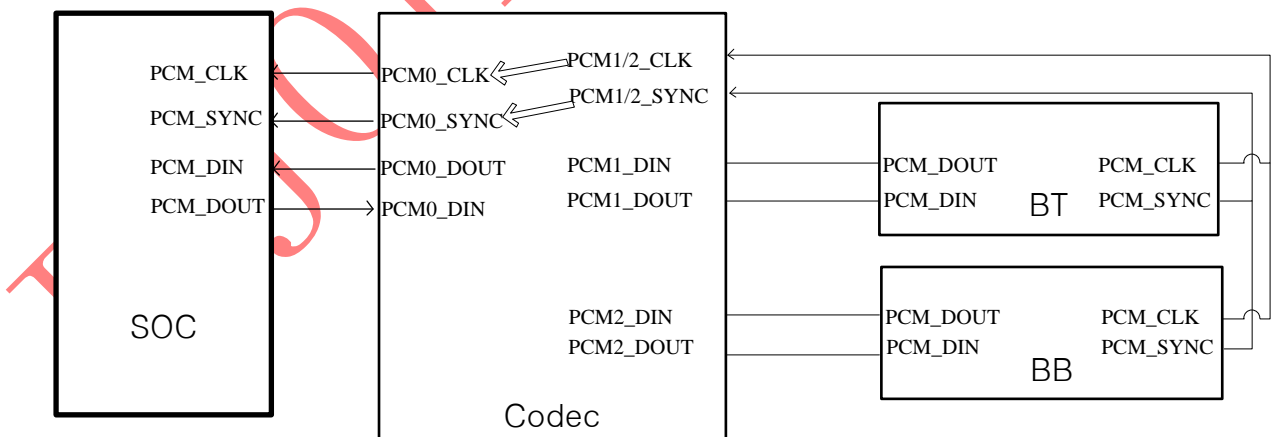 PCM_CLK
PCM_SYNC
PCM_DIN
PCM_DOUT
SOC
PCM0_CLK
PCM0_SYNC
PCM0_DOUT
PCM0_DIN
PCM1/2_CLK
PCM1/2_SYNC
PCM1_DIN
PCM1_DOUT
PCM2_DIN
PCM2_DOUT
Codec
PCM_DOUT
PCM_DIN
BT
PCM_CLK
PCM_SYNC
PCM_DOUT
PCM_DIN
BB
PCM_CLK
PCM_SYNC